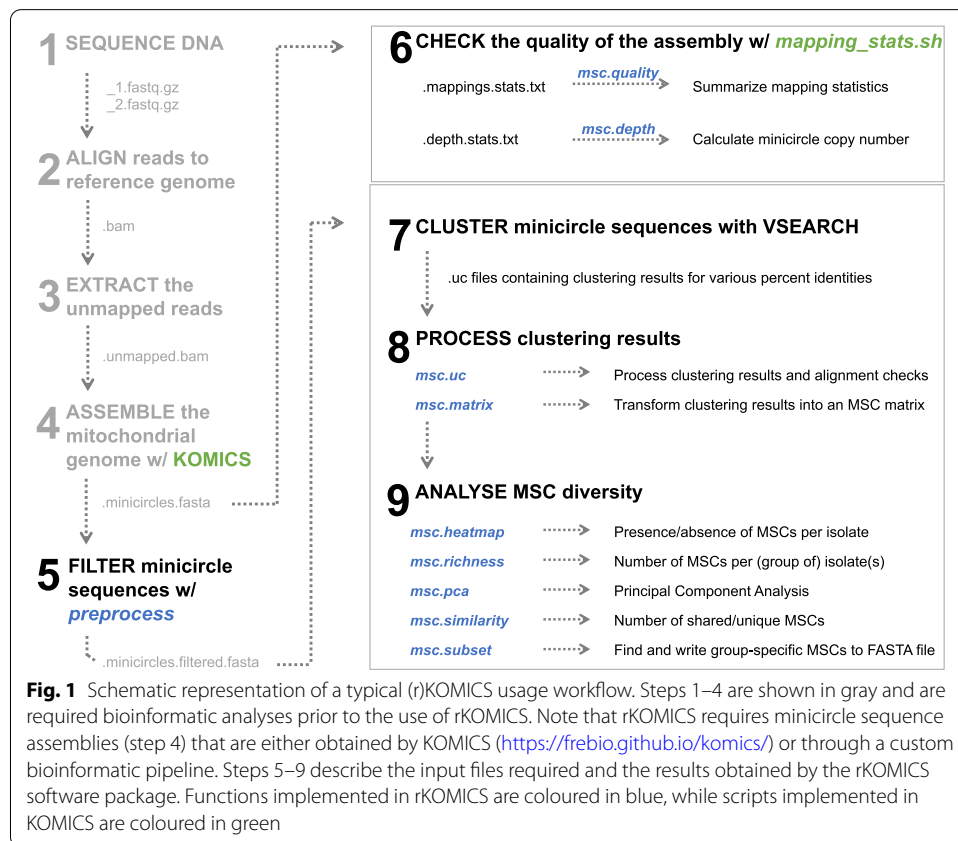 1 SEQUENCE DNA
_1.fastq.gz
_2.fastq.gz
2 ALIGN reads to
reference genome
.bam
3 EXTRACT the
unmapped reads
.unmapped.bam
4 ASSEMBLE the
mitochondrial
genome w/ KOMICS
.minicircles.fasta
5 FILTER minicircle
sequences w/
preprocess
.minicircles.filtered.fasta
6 CHECK the quality of the assembly w/ mapping_stats.sh
.mappings.stats.txt msc.quality Summarize mapping statistics
.depth.stats.txt msc.depth Calculate minicircle copy number
7 CLUSTER minicircle sequences with VSEARCH
.uc files containing clustering results for various percent identities
8 PROCESS clustering results
msc.uc Process clustering results and alignment checks
msc.matrix Transform clustering results into an MSC matrix
9 ANALYSE MSC diversity
msc.heatmap Presence/absence of MSCs per isolate
msc.richness Number of MSCs per (group of) isolate(s)
msc.pca Principal Component Analysis
msc.similarity Number of shared/unique MSCs
msc.subset Find and write group-specific MSCs to FASTA file
Fig. 1 Schematic representation of a typical (r)KOMICS usage workflow. Steps 1–4 are shown in gray and are
required bioinformatic analyses prior to the use of rKOMICS. Note that rKOMICS requires minicircle sequence
assemblies (step 4) that are either obtained by KOMICS (https://frebio.github.io/komics/) or through a custom
bioinformatic pipeline. Steps 5–9 describe the input files required and the results obtained by the rKOMICS
software package. Functions implemented in rKOMICS are coloured in blue, while scripts implemented in
KOMICS are coloured in green